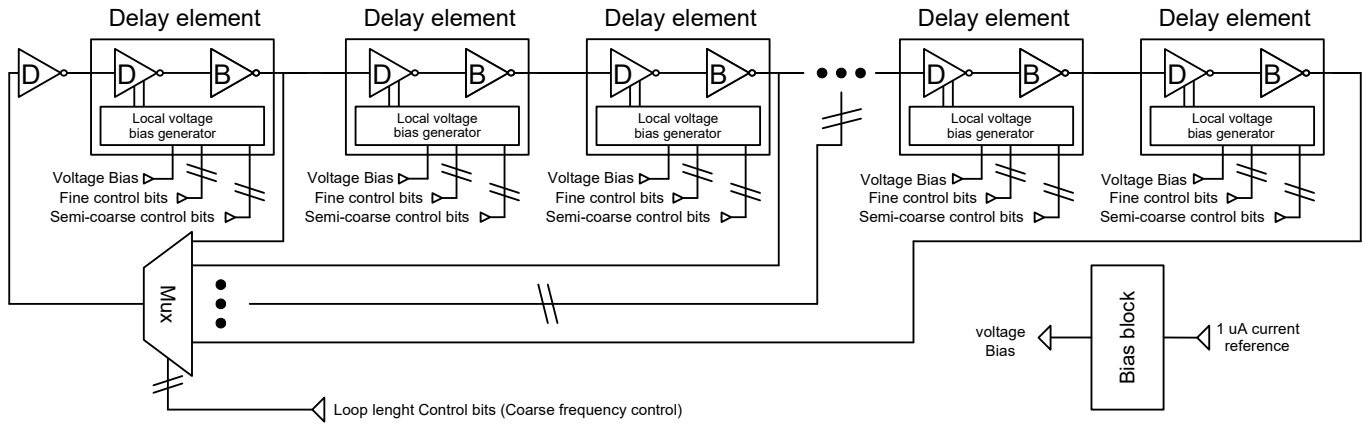 Delay element
Delay element
Delay element
Delay element
Delay element
D
D
B
D
B
D
B
D
B
D
B
Local voltage
bias generator
Local voltage
bias generator
Local voltage
bias generator
Local voltage
bias generator
Local voltage
bias generator
Voltage Bias
Fine control bits
Semi-coarse control bits
Voltage Bias
Fine control bits
Semi-coarse control bits
Voltage Bias
Fine control bits
Semi-coarse control bits
Voltage Bias
Fine control bits
Semi-coarse control bits
Voltage Bias
Fine control bits
Semi-coarse control bits
Mux
voltage
Bias
Bias block
1 uA current
reference
Loop lenght Control bits (Coarse frequency control)